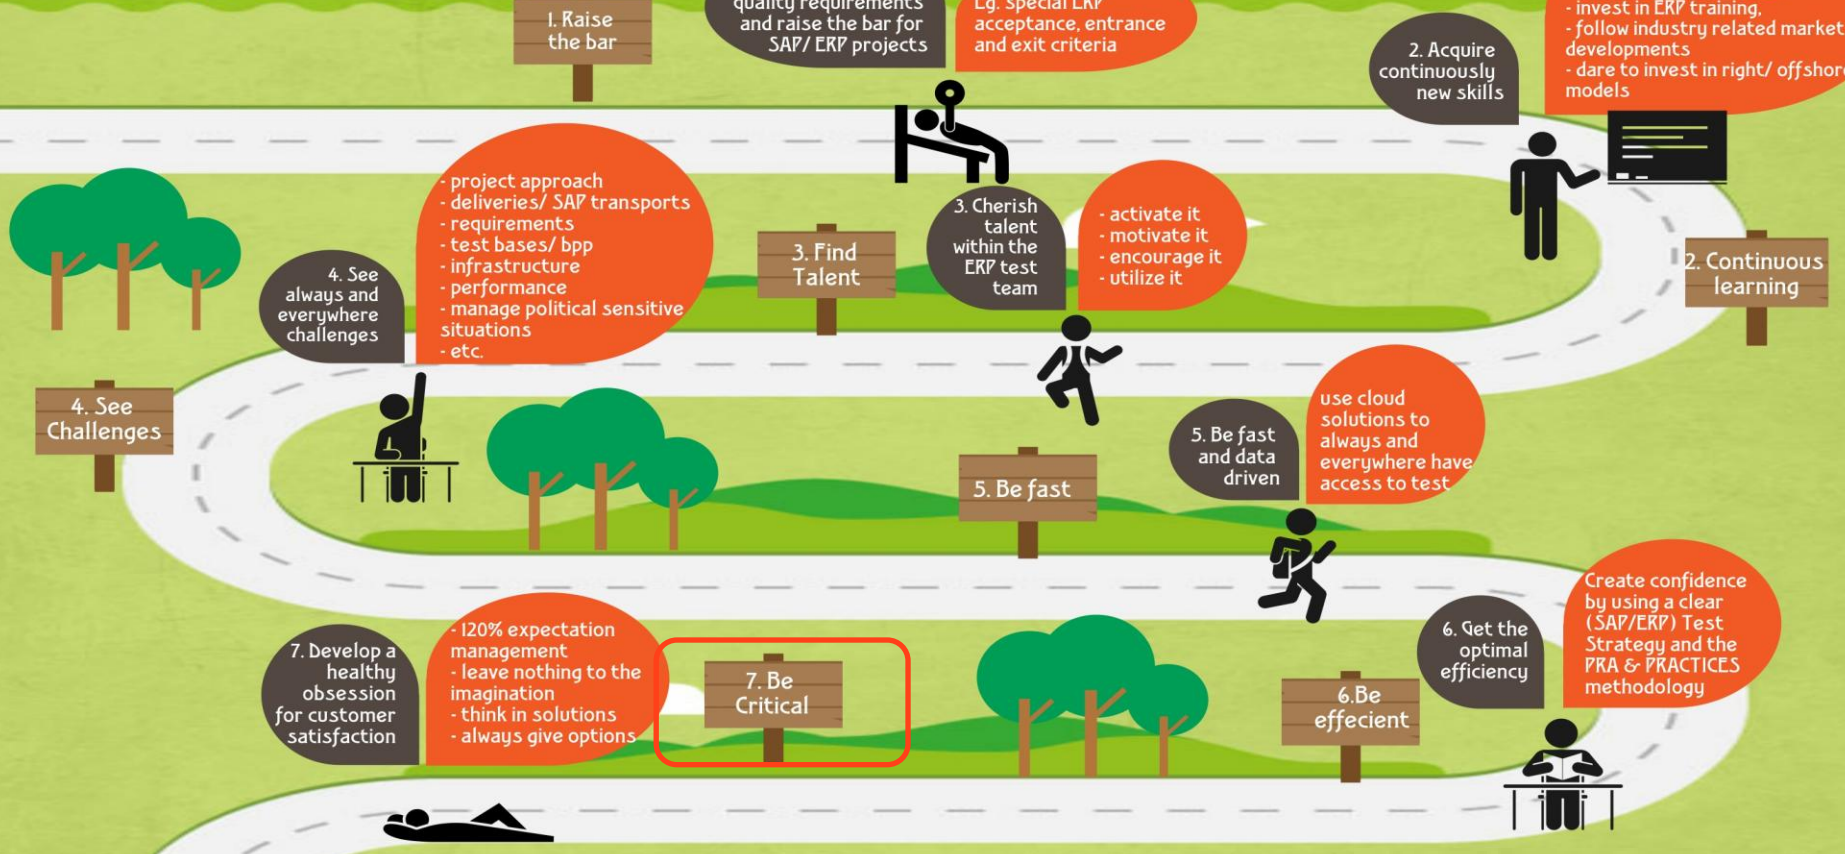 1. Raise
the bar
quality requirements
and raise the bar for
SAP/ ERP projects
Eg. special ERP
acceptance, entrance
and exit criteria
2. Acquire
continuously
new skills
- invest in ERP training,
- follow industry related market
developments
- dare to invest in right/ offshor
models
2. Continuous
learning
3. Find
Talent
3. Cherish
talent
within the
ERP test
team
- activate it
- motivate it
- encourage it
- utilize it
4. See
always and
everywhere
challenges
- project approach
- deliveries/ SAP transports
- requirements
- test bases/ bpp
- infrastructure
- performance
- manage political sensitive
situations
- etc.
4. See
Challenges
5. Be fast
5. Be fast
and data
driven
use cloud
solutions to
always and
everywhere have
access to test
6. Get the
optimal
efficiency
Create confidence
by using a clear
(SAP/ERP) Test
Strategy and the
PRA & PRACTICES
methodology
6.Be
effecient
7. Develop a
healthy
obsession
for customer
satisfaction
- 120% expectation
management
- leave nothing to the
imagination
- think in solutions
- always give options
7. Be
Critical